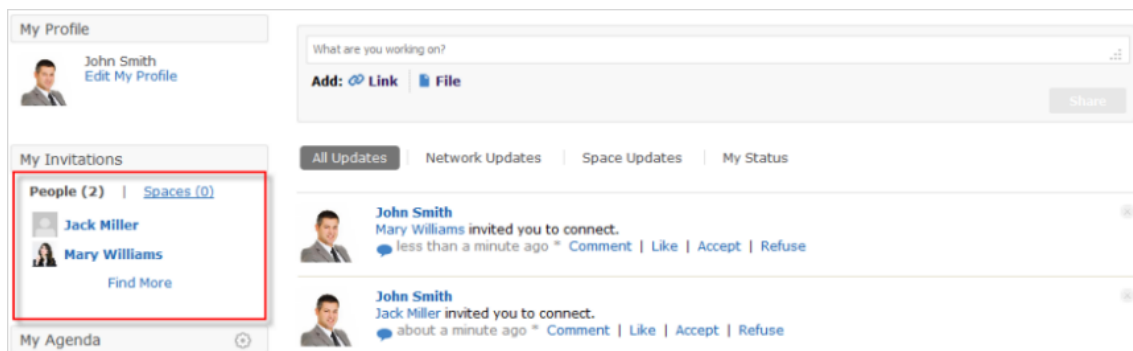 My Profile
John Smith
Edit My Profile
My Invitations
People (2) | Spaces (0)
Jack Miller
Mary Williams
Find More
My Agenda
What are you working on?
Add: Link | File
Share
All Updates | Network Updates | Space Updates | My Status
John Smith
Mary Williams invited you to connect.
less than a minute ago * Comment | Like | Accept | Refuse
John Smith
Jack Miller invited you to connect.
about a minute ago * Comment | Like | Accept | Refuse